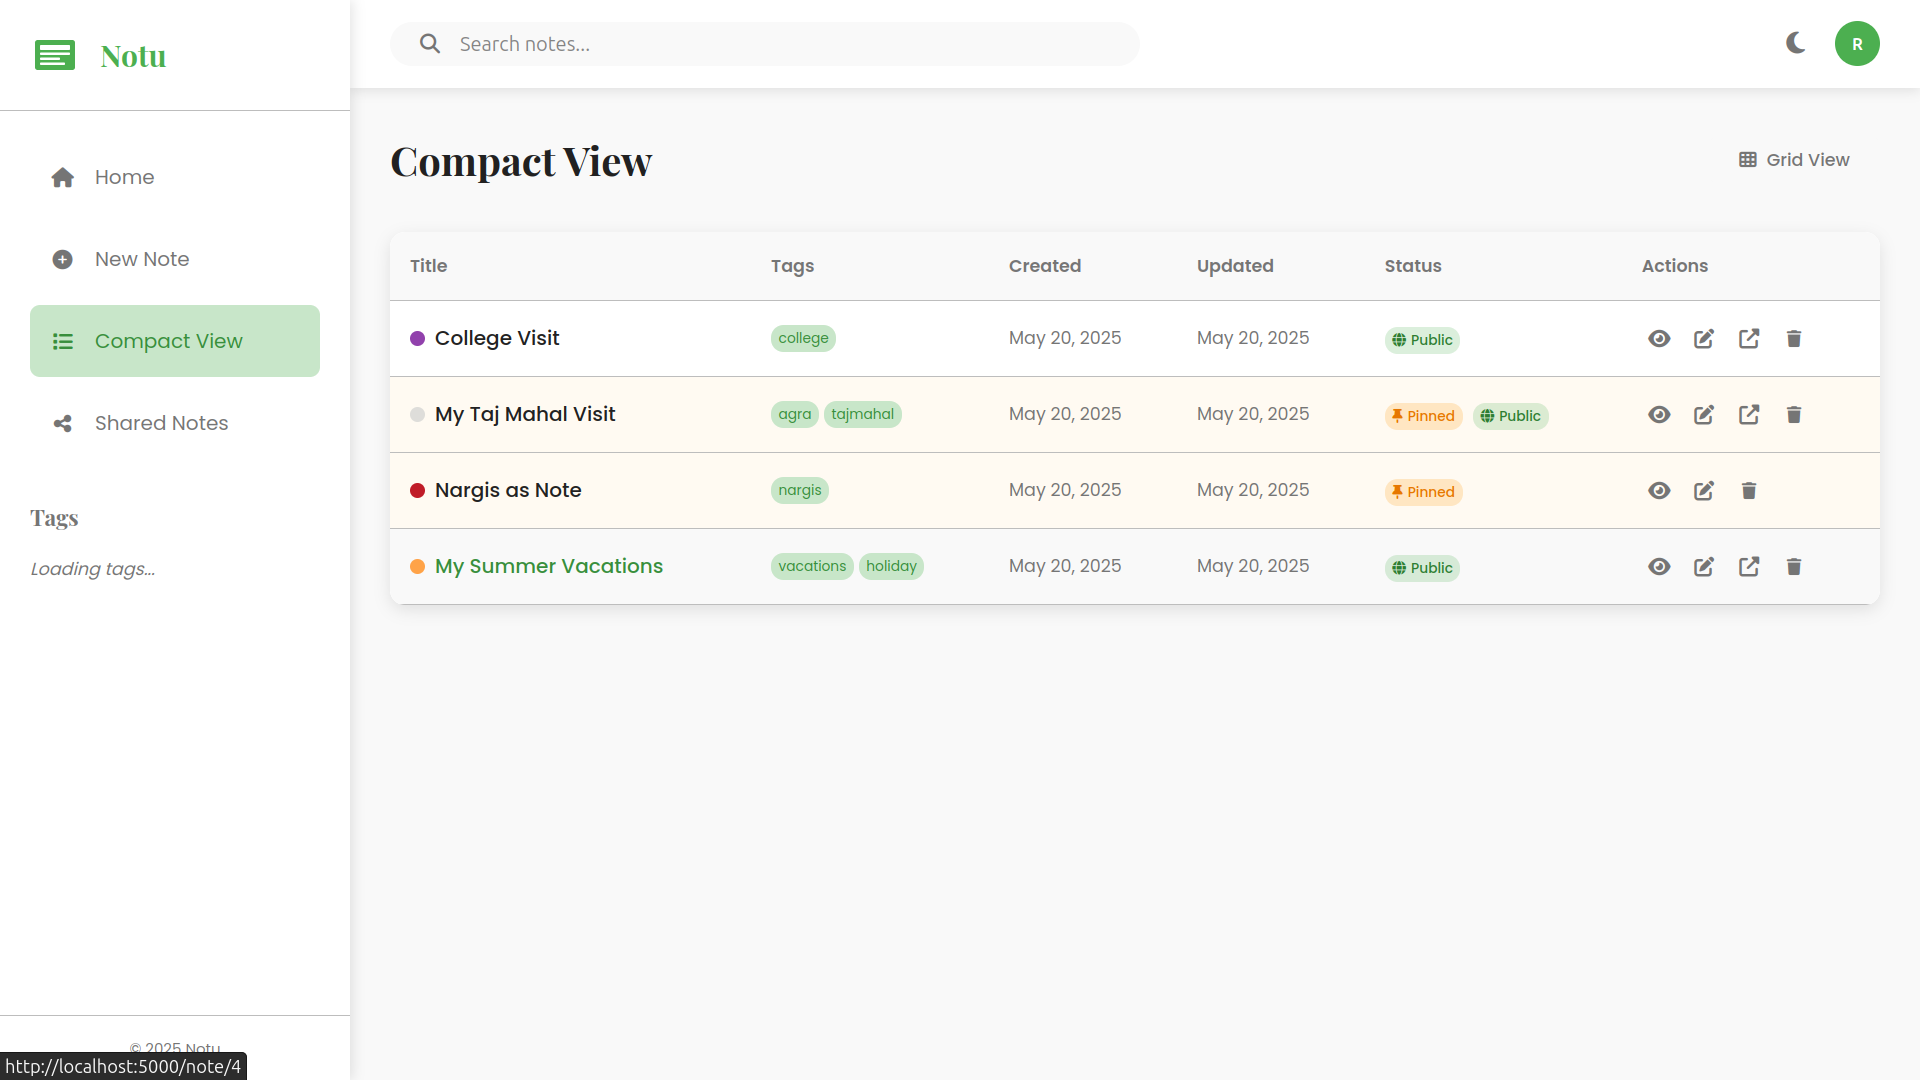 Notu
Search notes...
R
Home
New Note
Compact View
Shared Notes
Tags
Loading tags...
© 2025 Notu
http://localhost:5000/note/4
Compact View
Grid View
Title Tags Created Updated Status Actions
College Visit college May 20, 2025 May 20, 2025 Public
My Taj Mahal Visit agra tajmahal May 20, 2025 May 20, 2025 Pinned Public
Nargis as Note nargis May 20, 2025 May 20, 2025 Pinned
My Summer Vacations vacations holiday May 20, 2025 May 20, 2025 Public